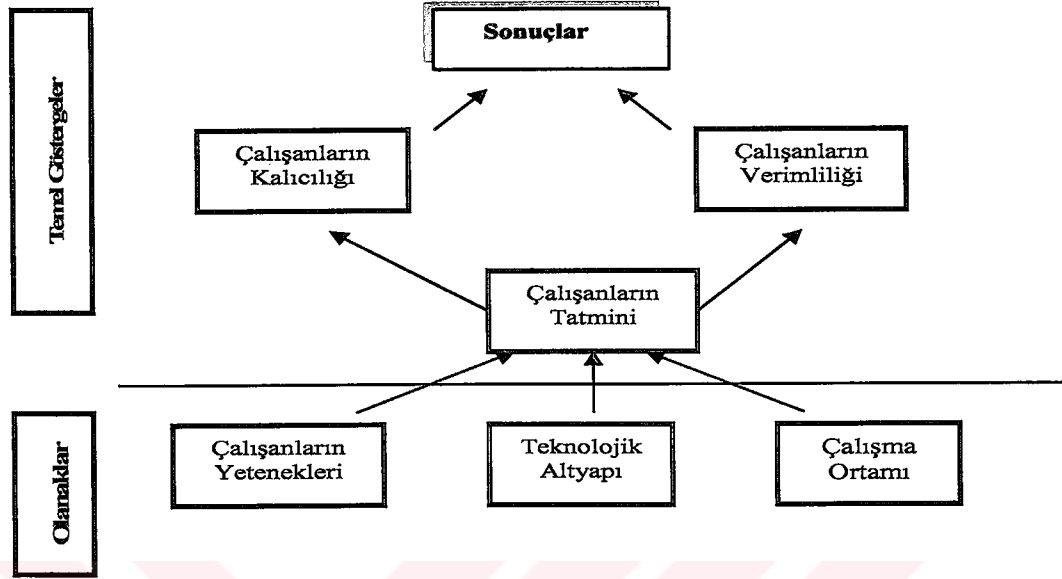 Sonuçlar
Temel Göstergeler
Çalışanların
Kalıcılığı
Çalışanların
Verimliliği
Çalışanların
Tatmini
Olanaklar
Çalışanların
Yetenekleri
Teknolojik
Altyapı
Çalışma
Ortamı